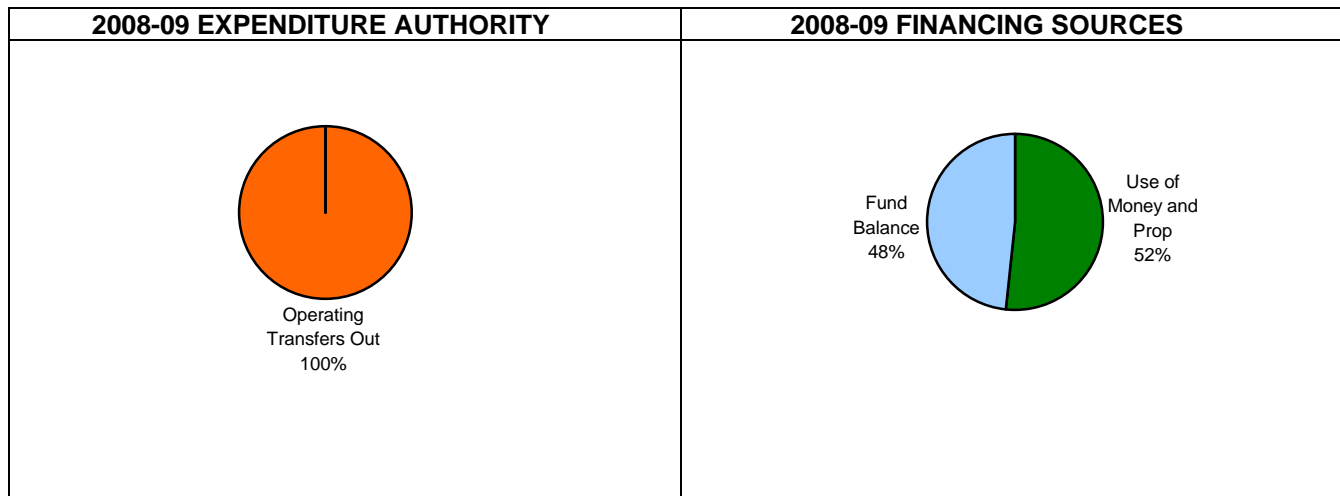 2008-09 EXPENDITURE AUTHORITY
2008-09 FINANCING SOURCES
Operating
Transfers Out
100%
Fund
Balance
48%
Use of
Money and
Prop
52%